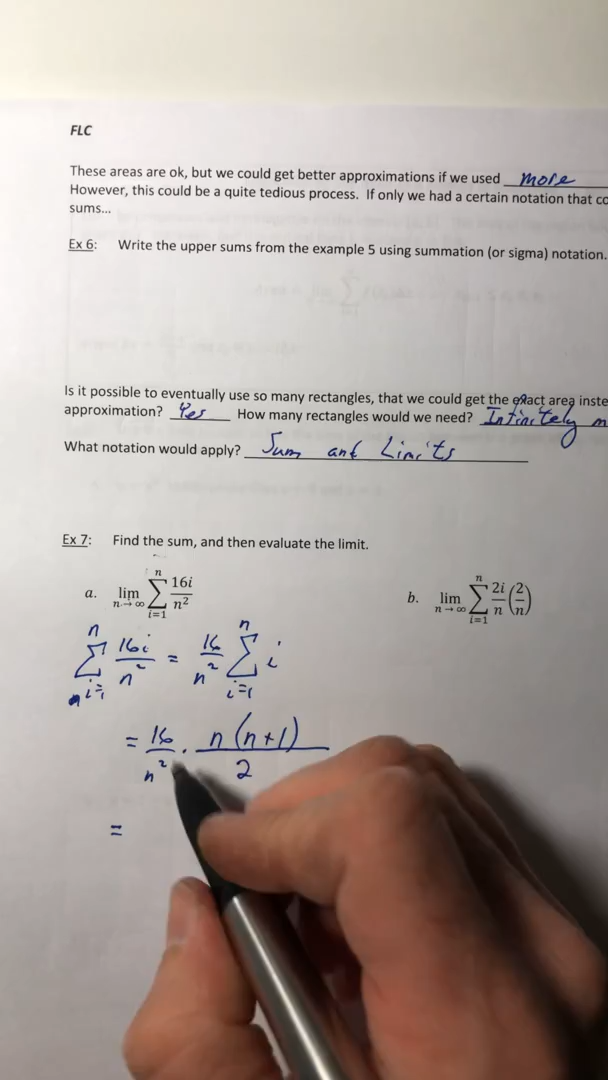 FLC
These areas are ok, but we could get better approximations if we used more
However, this could be a quite tedious process. If only we had a certain notation that
sums...
Ex 6: Write the upper sums from the example 5 using summation (or sigma) notation.
Is it possible to eventually use so many rectangles, that we could get the exact area
approximation? Yes How many rectangles would we need? Infinitely
What notation would apply? Sum and Limits
Ex 7: Find the sum, and then evaluate the limit.
a. lim n→∞ ∑ i=1 n 16i/n² b. lim n→∞ ∑ i=1 n 2i/n (2/n)
∑ i=1 n 16i/n² = 16/n² ∑ i=1 n i
= 16/n² · n(n+1)/2
=